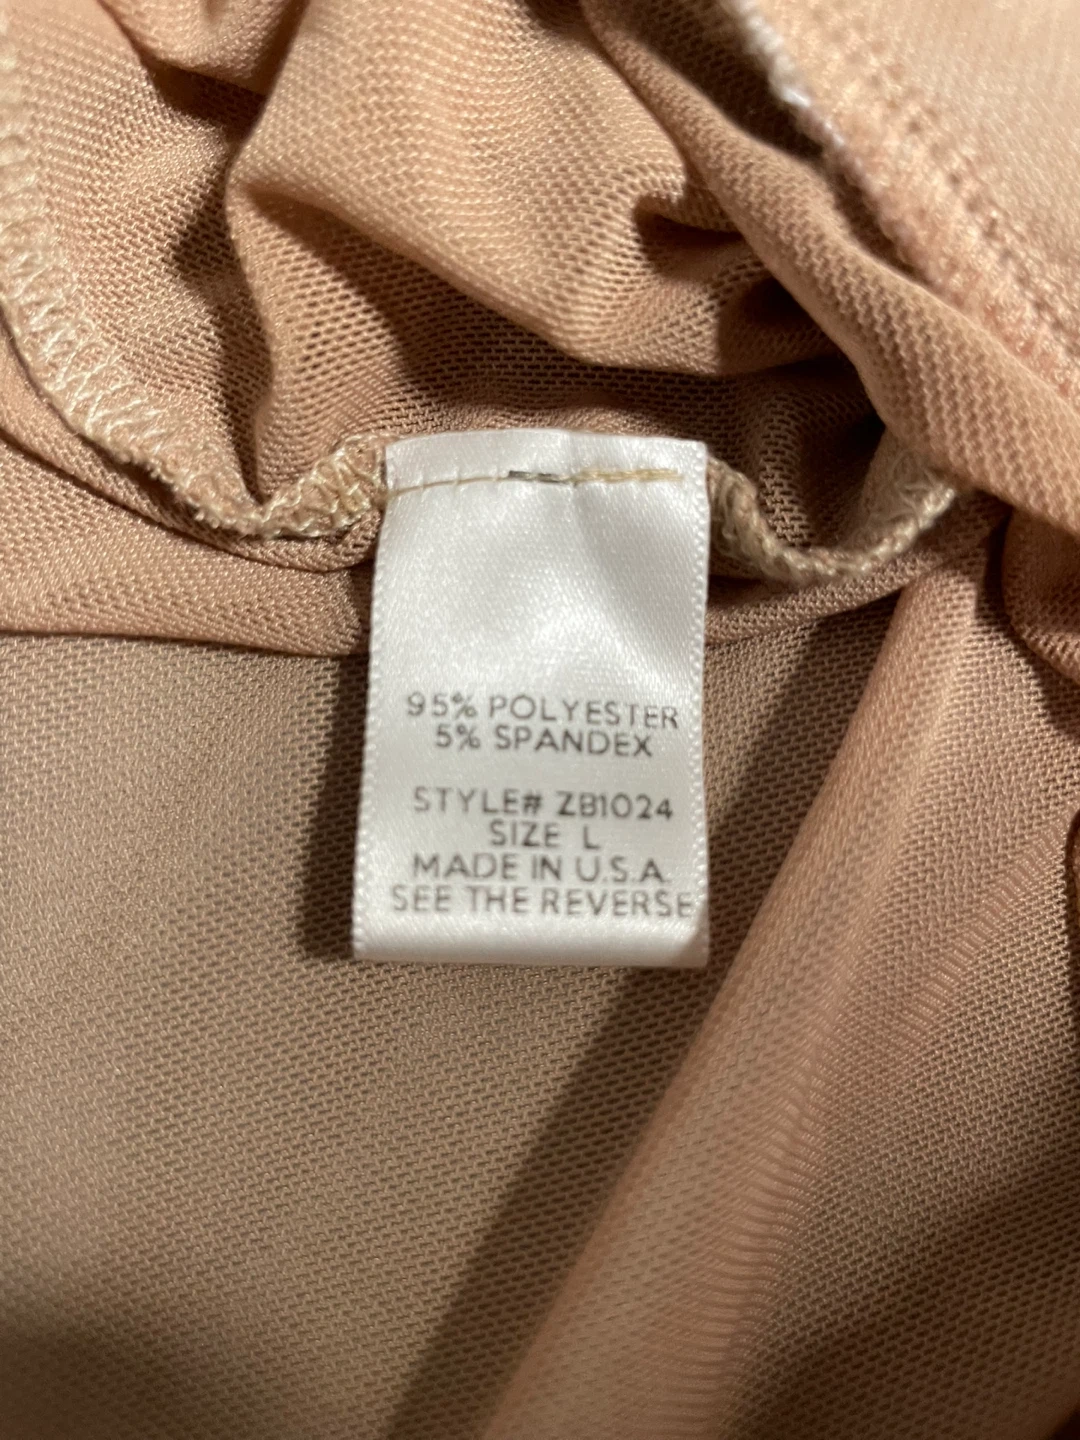 95% POLYESTER
5% SPANDEX
STYLE# ZB1024
SIZE L
MADE IN U.S.A.
SEE THE REVERSE